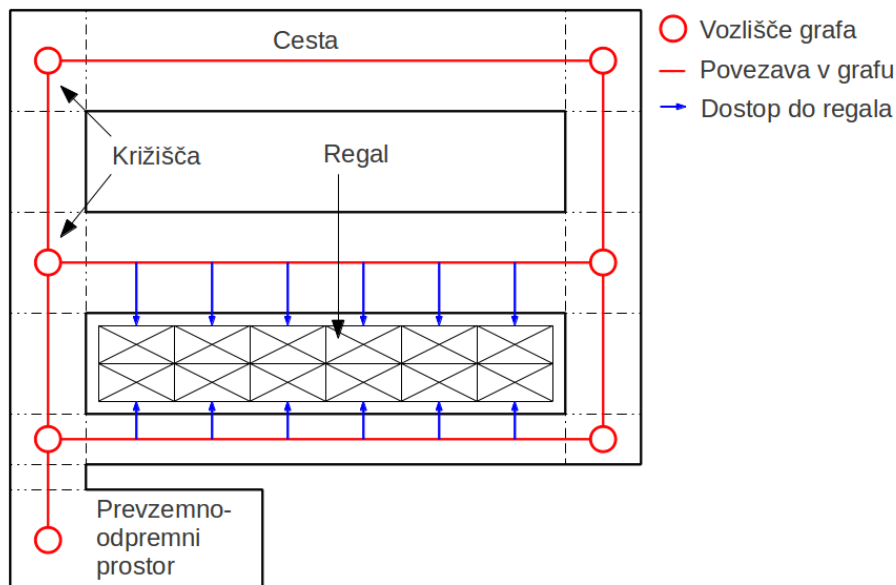 Cesta
Vozlišče grafa
Povezava v grafu
Dostop do regala
Križišča
Regal
Prevzemno-
odpremni
prostor